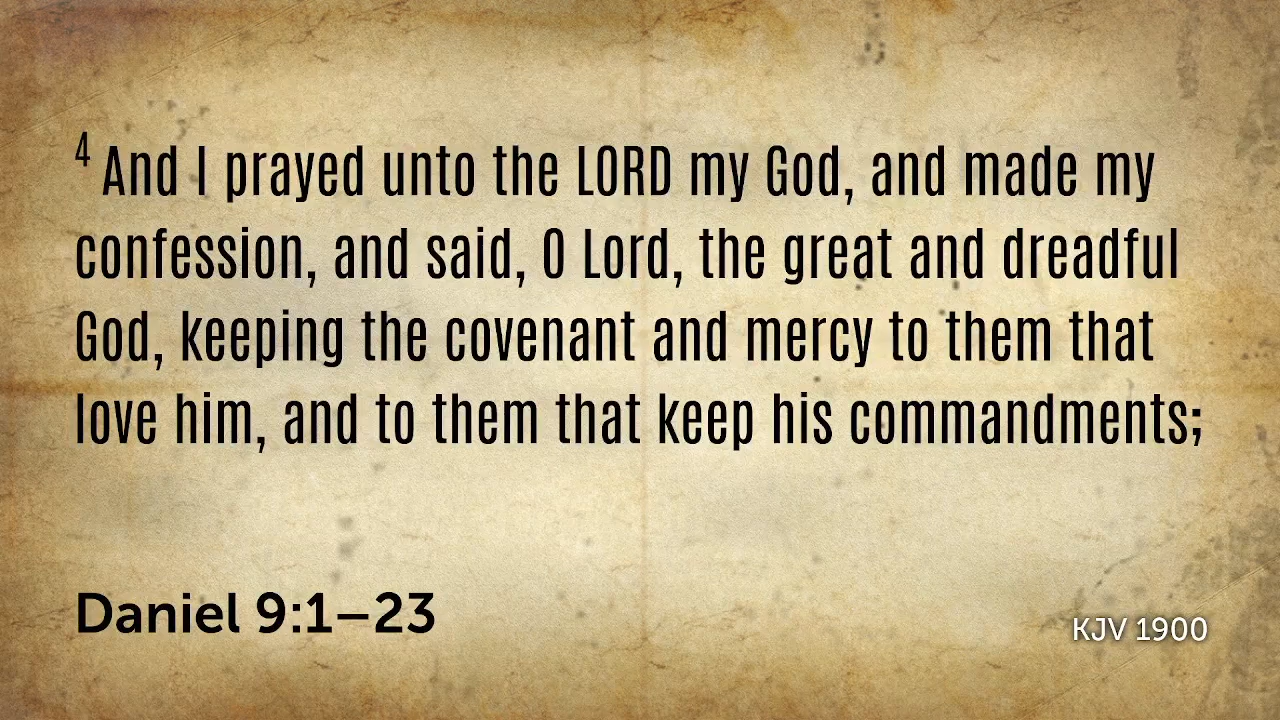 4 And I prayed unto the LORD my God, and made my
confession, and said, O Lord, the great and dreadful
God, keeping the covenant and mercy to them that
love him, and to them that keep his commandments;
Daniel 9:1–23
KJV 1900